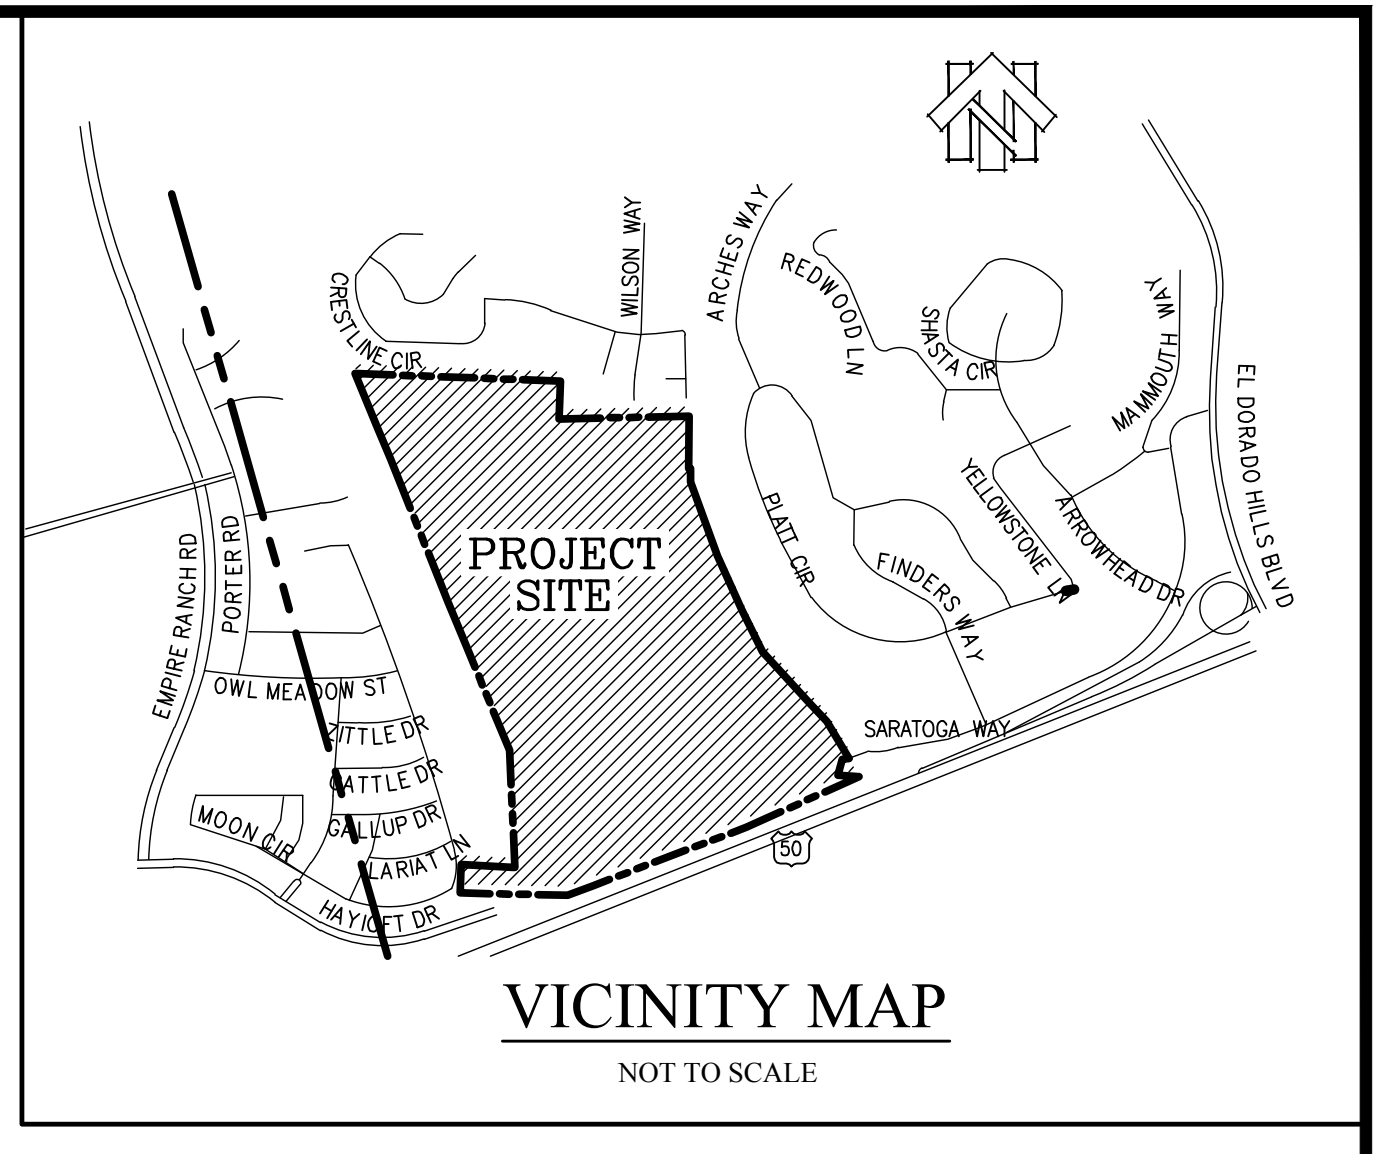 N
WILSON WAY
ARCHES WAY
REDWOOD LN
CRESTLINE CIR
SHASTA CIR
MAMMOUTH WAY
EL DORADO HILLS BLVD
PLATT CIR
YELLOWSTONE LN
ARROWHEAD DR
FINDERS WAY
PROJECT
SITE
EMPIRE RANCH RD
PORTER RD
OWL MEADOW ST
ZITTLE DR
CATTLE DR
GALLUP DR
LARIAT LN
MOON CIR
HAYLOFT DR
SARATOGA WAY
50
VICINITY MAP
NOT TO SCALE